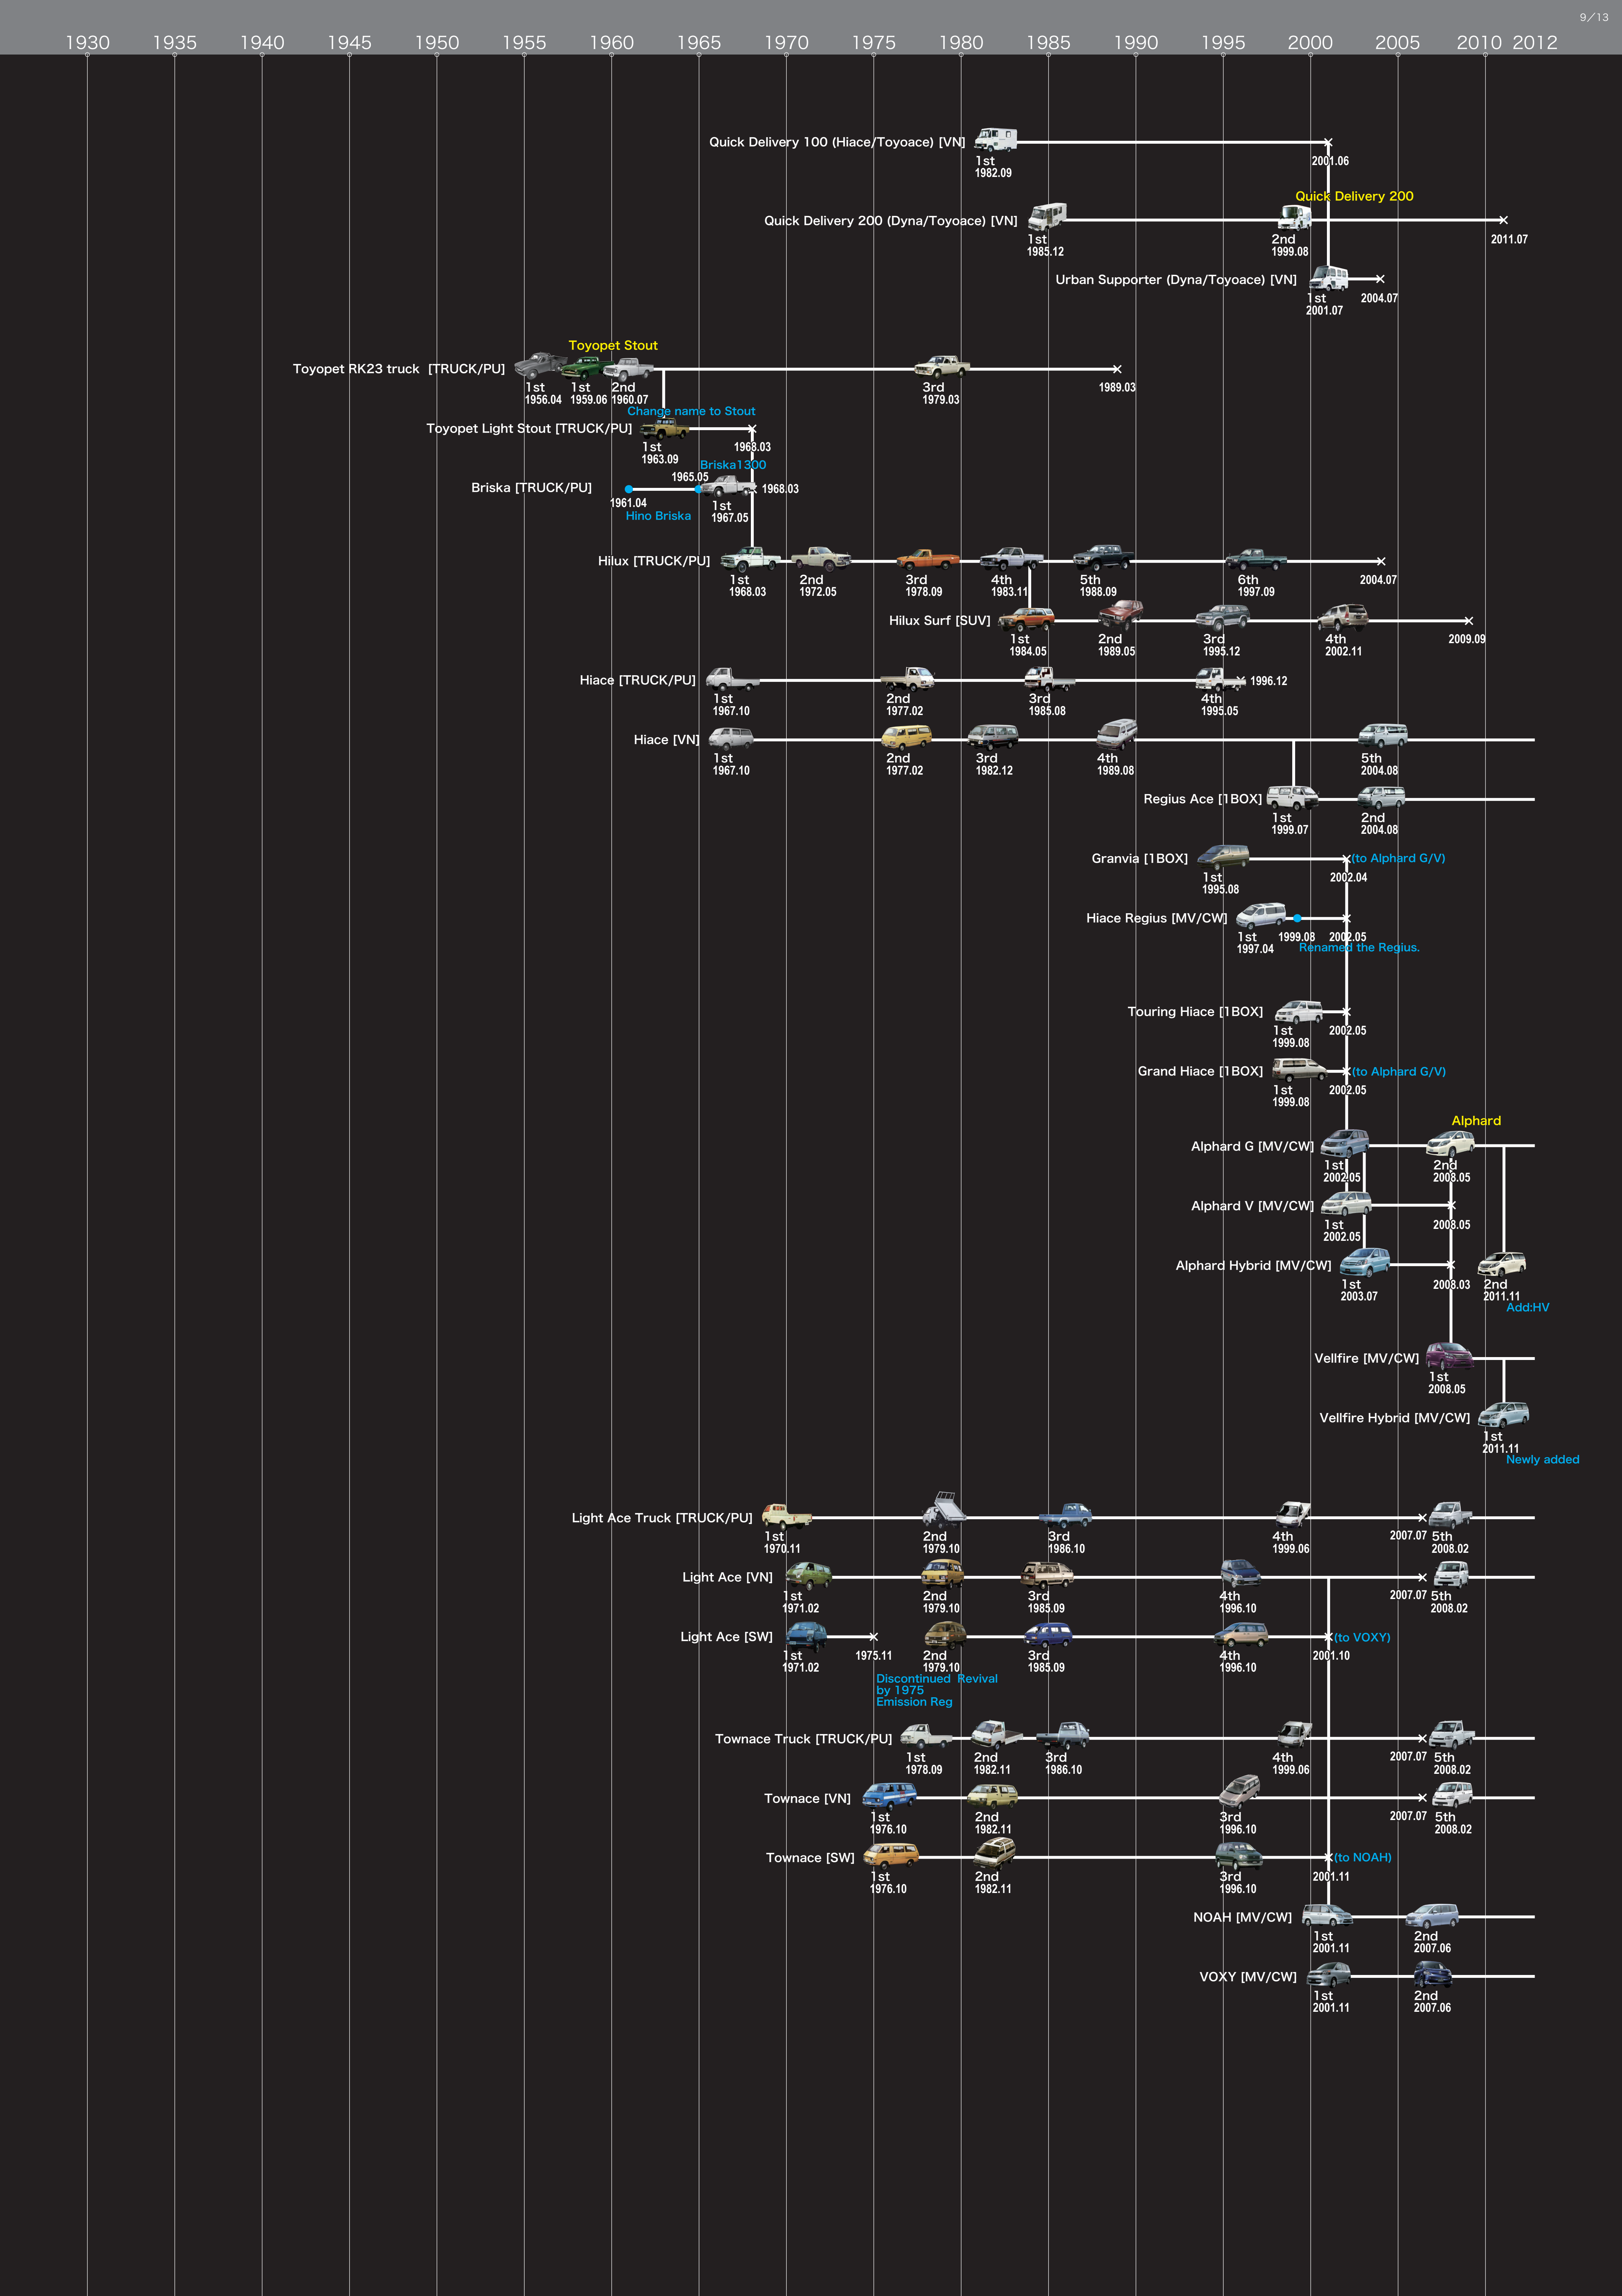 9／13
1930 1935 1940 1945 1950 1955 1960 1965 1970 1975 1980 1985 1990 1995 2000 2005 2010 2012
Quick Delivery 100 (Hiace/Toyoace) [VN]
1st
1982.09
2001.06
Quick Delivery 200
Quick Delivery 200 (Dyna/Toyoace) [VN]
1st
1985.12
2nd
1999.08
2011.07
Urban Supporter (Dyna/Toyoace) [VN]
1st
2001.07
2004.07
Toyopet Stout
Toyopet RK23 truck [TRUCK/PU]
1st
1956.04
1st
1959.06
2nd
1960.07
3rd
1979.03
1989.03
Change name to Stout
Toyopet Light Stout [TRUCK/PU]
1st
1963.09
1968.03
Briska1300
1965.05
Briska [TRUCK/PU]
1961.04
Hino Briska
1st
1967.05
1968.03
Hilux [TRUCK/PU]
1st
1968.03
2nd
1972.05
3rd
1978.09
4th
1983.11
5th
1988.09
6th
1997.09
2004.07
Hilux Surf [SUV]
1st
1984.05
2nd
1989.05
3rd
1995.12
4th
2002.11
2009.09
Hiace [TRUCK/PU]
1st
1967.10
2nd
1977.02
3rd
1985.08
4th
1995.05
1996.12
Hiace [VN]
1st
1967.10
2nd
1977.02
3rd
1982.12
4th
1989.08
5th
2004.08
Regius Ace [1BOX]
1st
1999.07
2nd
2004.08
Granvia [1BOX]
1st
1995.08
(to Alphard G/V)
2002.04
Hiace Regius [MV/CW]
1st
1997.04
1999.08
2002.05
Renamed the Regius.
Touring Hiace [1BOX]
1st
1999.08
2002.05
Grand Hiace [1BOX]
1st
1999.08
(to Alphard G/V)
2002.05
Alphard
Alphard G [MV/CW]
1st
2002.05
2nd
2008.05
Alphard V [MV/CW]
1st
2002.05
2008.05
Alphard Hybrid [MV/CW]
1st
2003.07
2008.03
2nd
2011.11
Add:HV
Vellfire [MV/CW]
1st
2008.05
Vellfire Hybrid [MV/CW]
1st
2011.11
Newly added
Light Ace Truck [TRUCK/PU]
1st
1970.11
2nd
1979.10
3rd
1986.10
4th
1999.06
2007.07
5th
2008.02
Light Ace [VN]
1st
1971.02
2nd
1979.10
3rd
1985.09
4th
1996.10
2007.07
5th
2008.02
Light Ace [SW]
1st
1971.02
1975.11
Discontinued
by 1975
Emission Reg
2nd
1979.10
Revival
3rd
1985.09
4th
1996.10
(to VOXY)
2001.10
Townace Truck [TRUCK/PU]
1st
1978.09
2nd
1982.11
3rd
1986.10
4th
1999.06
2007.07
5th
2008.02
Townace [VN]
1st
1976.10
2nd
1982.11
3rd
1996.10
2007.07
5th
2008.02
Townace [SW]
1st
1976.10
2nd
1982.11
3rd
1996.10
(to NOAH)
2001.11
NOAH [MV/CW]
1st
2001.11
2nd
2007.06
VOXY [MV/CW]
1st
2001.11
2nd
2007.06